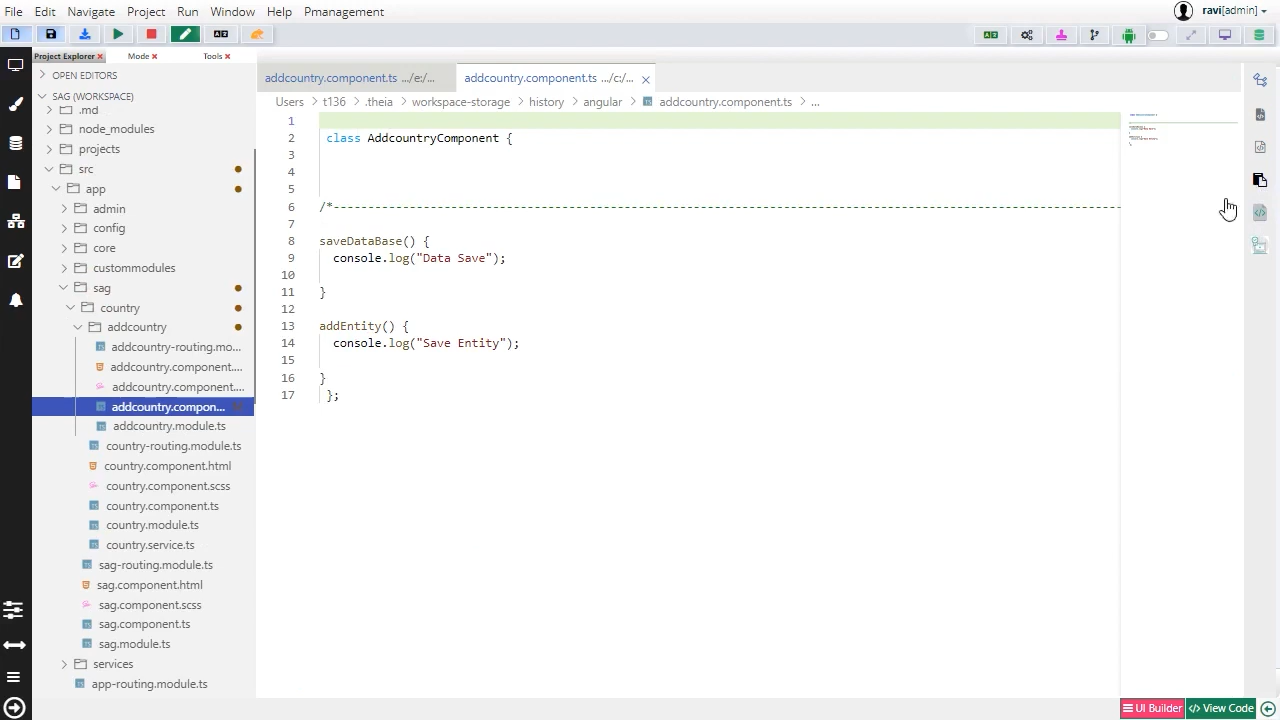 File Edit Navigate Project Run Window Help Pmanagement
ravi[admin]
Project Explorer × Mode × Tools ×
addcountry.component.ts .../e:/...
addcountry.component.ts .../c:/... ×
OPEN EDITORS
SAG (WORKSPACE)
.md
node_modules
projects
src
app
admin
config
core
custommodules
sag
country
addcountry
addcountry-routing.mo...
addcountry.component....
addcountry.component....
addcountry.compon...
addcountry.module.ts
country-routing.module.ts
country.component.html
country.component.scss
country.component.ts
country.module.ts
country.service.ts
sag-routing.module.ts
sag.component.html
sag.component.scss
sag.component.ts
sag.module.ts
services
app-routing.module.ts
Users > t136 > .theia > workspace-storage > history > angular > addcountry.component.ts > ...
1
2 class AddcountryComponent {
3
4
5
6 /*------------------------------------------------------------------------------------------------------------------
7
8 saveDataBase() {
9 console.log("Data Save");
10
11 }
12
13 addEntity() {
14 console.log("Save Entity");
15
16 }
17 };
UI Builder
</> View Code